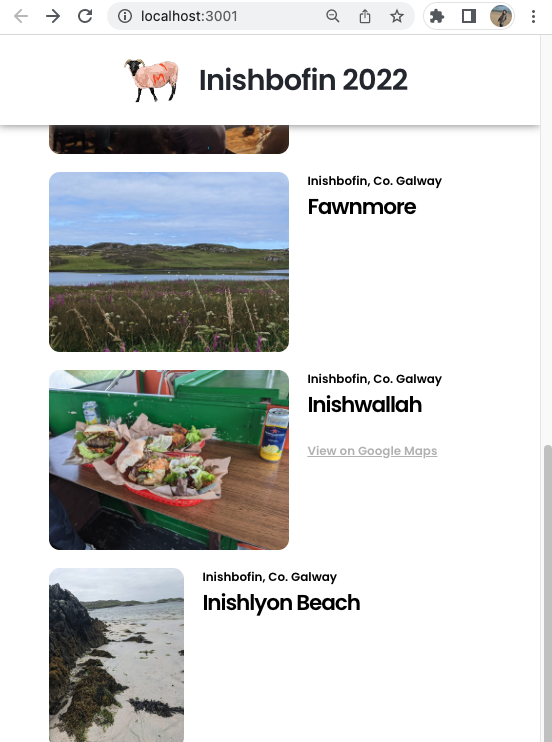 localhost:3001
Inishbofin 2022
Inishbofin, Co. Galway
Fawnmore
Inishbofin, Co. Galway
Inishwallah
View on Google Maps
Inishbofin, Co. Galway
Inishlyon Beach